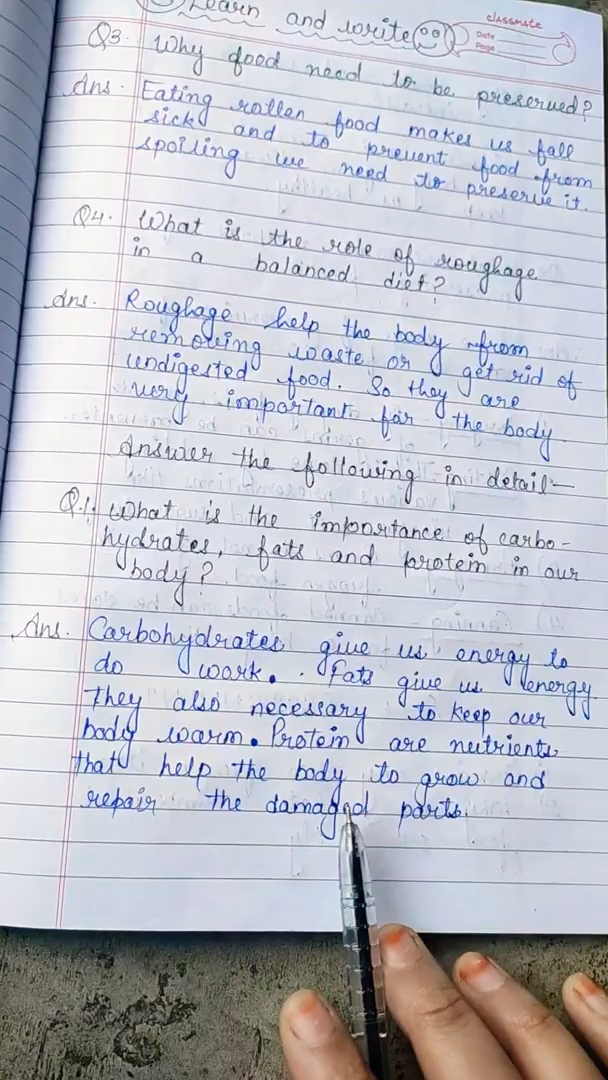 Learn and write
classmate
Date
Page
Q3. Why food need to be preserved?
Ans. Eating rotten food makes us fall
sick and to prevent food from
spoiling we need to preserve it.
Q4. What is the role of roughage
in a balanced diet?
Ans. Roughage help the body from
removing waste or get rid of
undigested food. So they are
very important for the body.
Answer the following in detail—
Q.1. What is the importance of carbo-
hydrates, fats and protein in our
body?
Ans. Carbohydrates give us energy to
do work. Fats give us energy
They also necessary to keep our
body warm. Protein are nutrients
that help the body to grow and
repair the damaged parts.